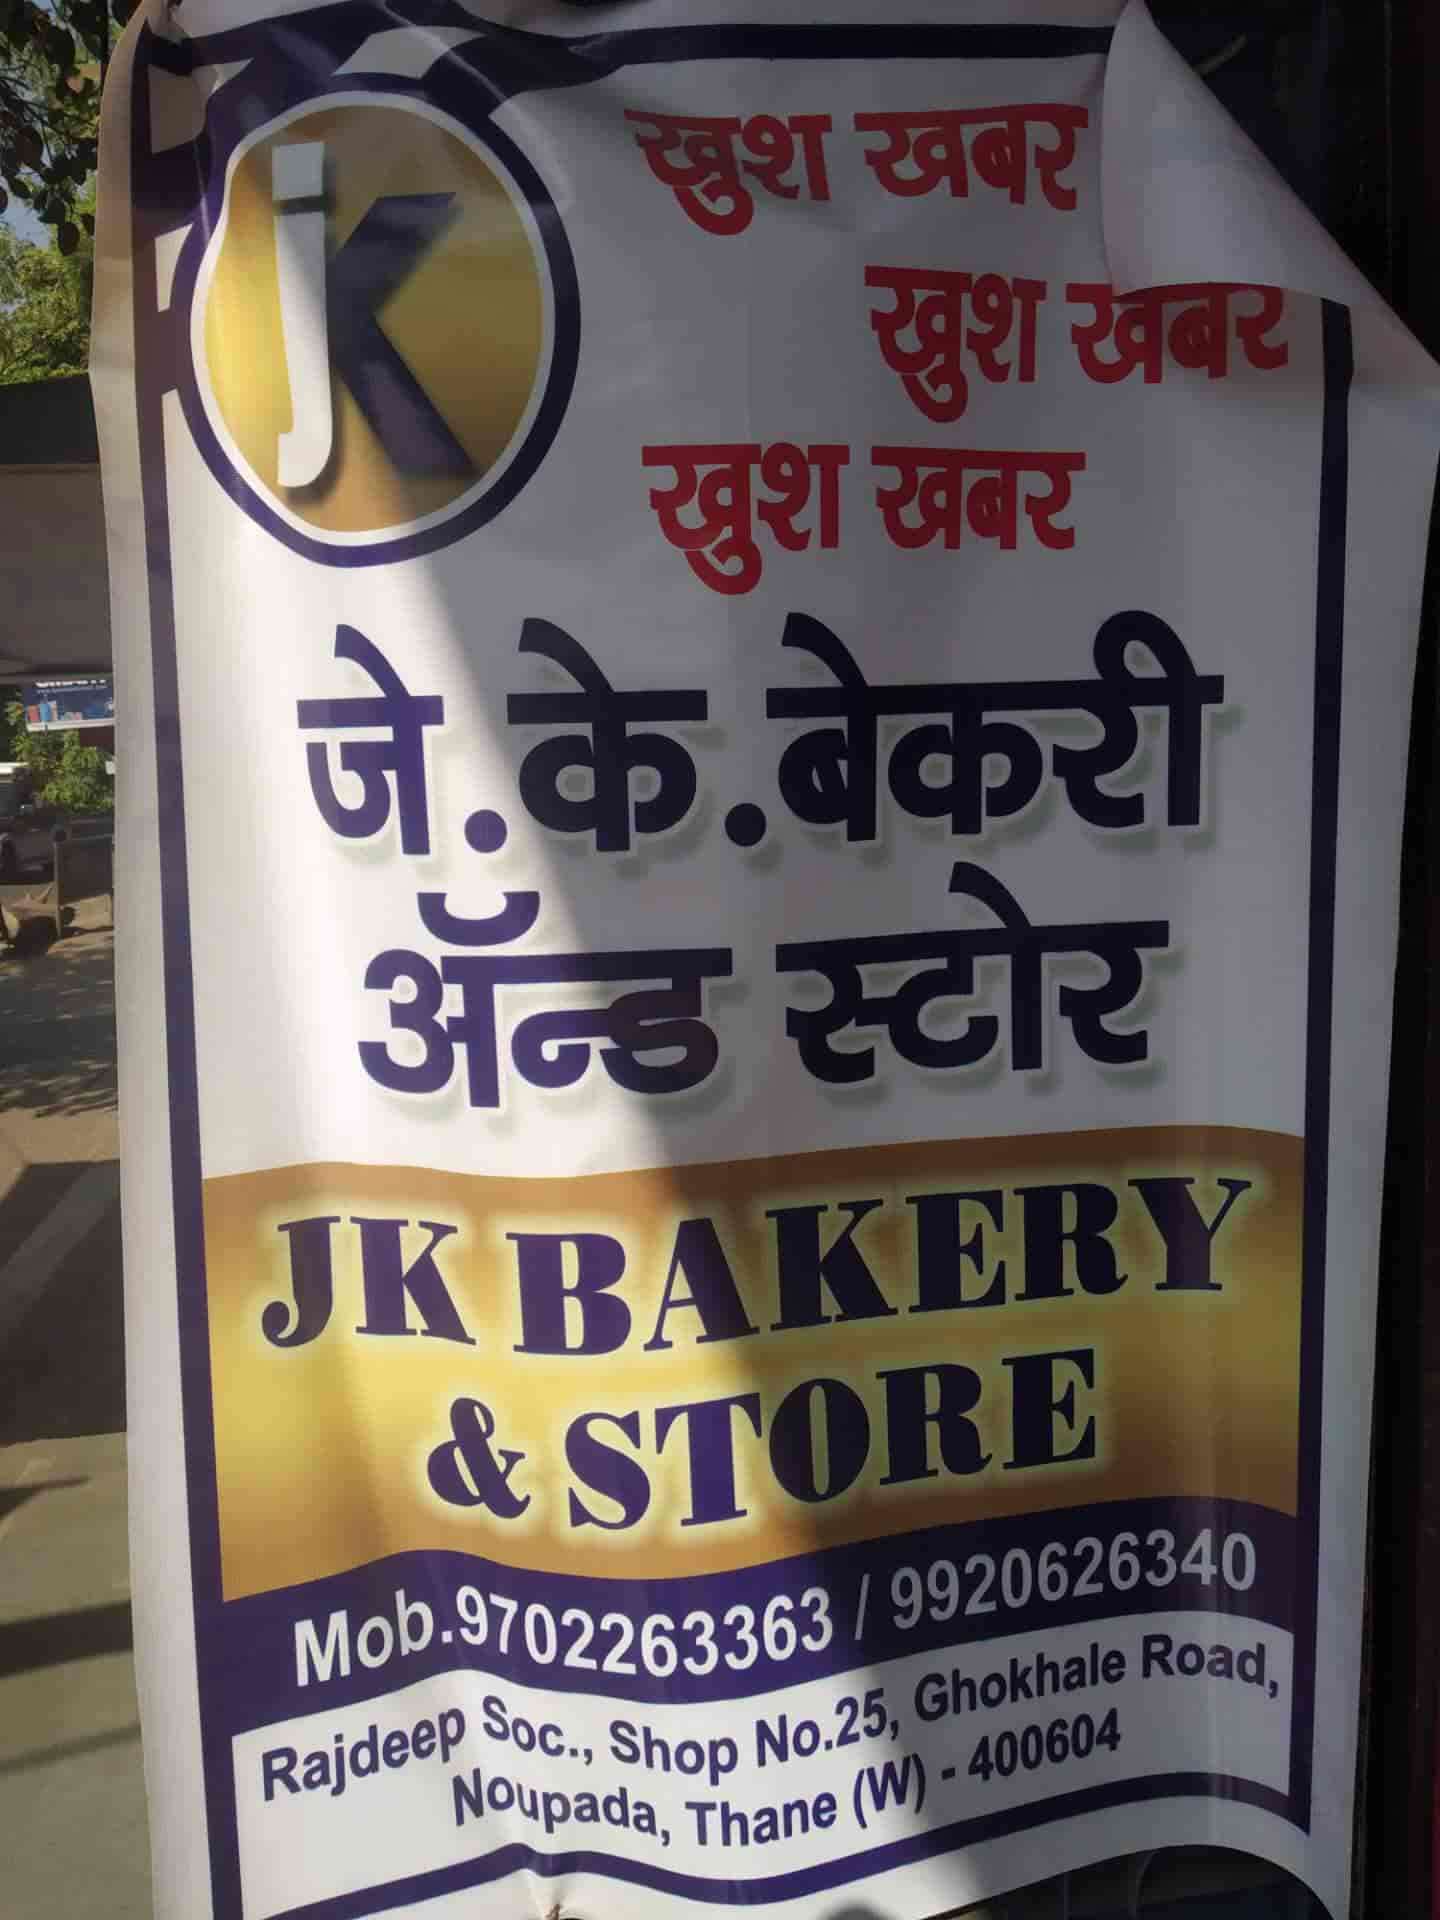 jk
खुश खबर
खुश खबर
खुश खबर
जे.के.बेकरी
ॲन्ड स्टोर
JK BAKERY
& STORE
Mob.9702263363 / 9920626340
Rajdeep Soc., Shop No.25, Ghokhale Road,
Noupada, Thane (W) - 400604